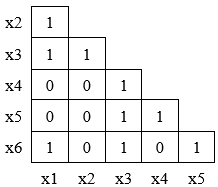 x2 1
x3 1 1
x4 0 0 1
x5 0 0 1 1
x6 1 0 1 0 1
x1 x2 x3 x4 x5